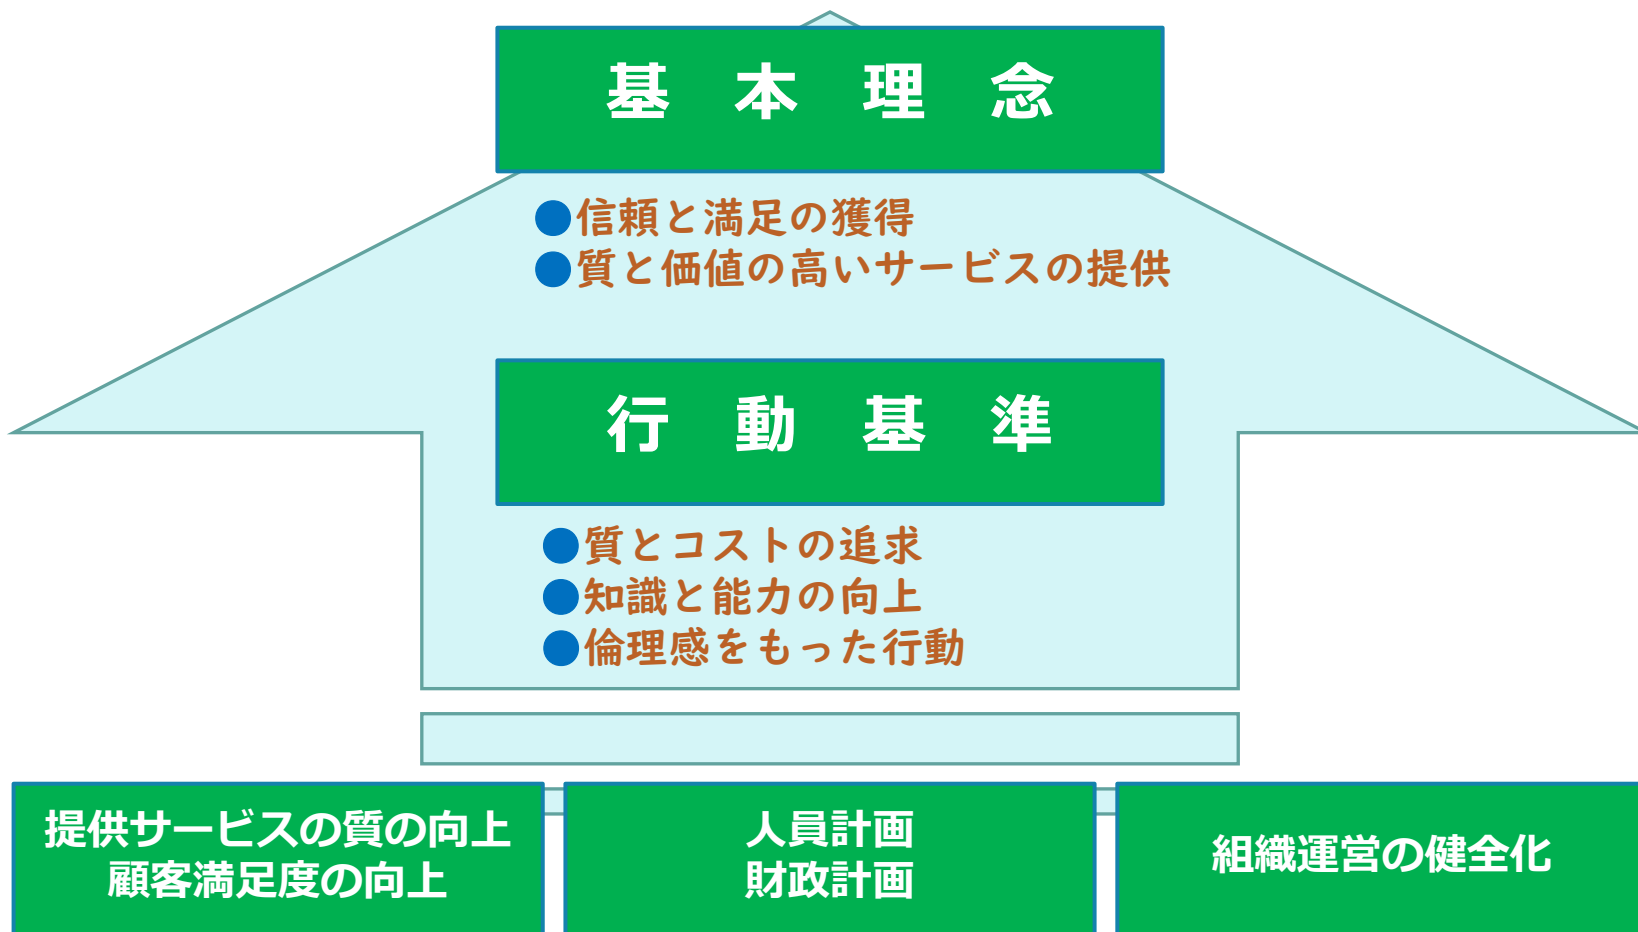 基　本　理　念
●信頼と満足の獲得
●質と価値の高いサービスの提供
行　動　基　準
●質とコストの追求
●知識と能力の向上
●倫理感をもった行動
提供サービスの質の向上
顧客満足度の向上
人員計画
財政計画
組織運営の健全化